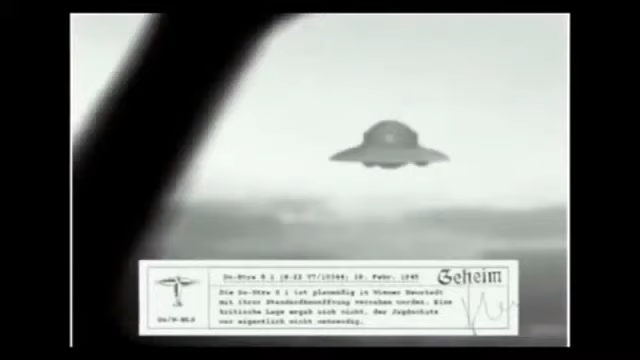 Geheim
Die Do-Stra S 1 ist planmäßig in Wiener Neustadt
mit ihrer Standardbewaffnung versehen worden. Eine
kritische Lage ergab sich nicht, der Jagdschutz
war eigentlich nicht notwendig.